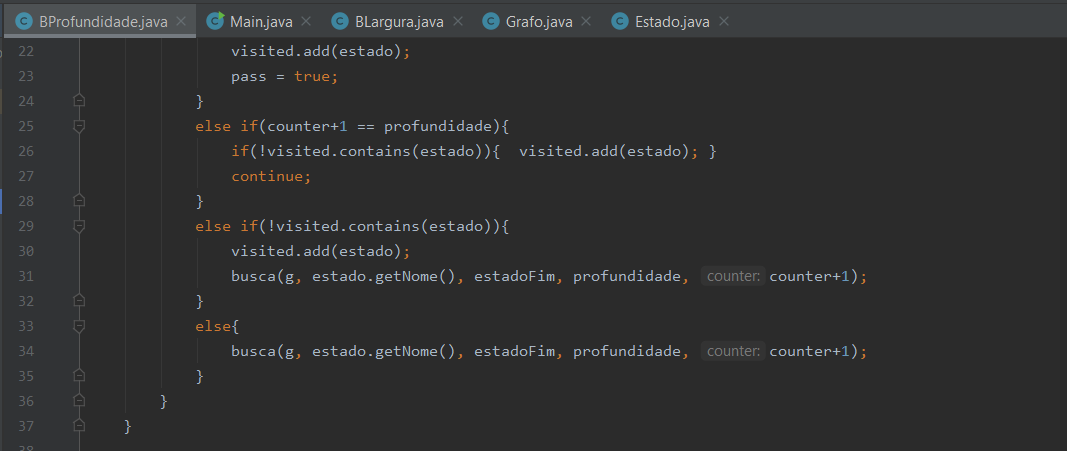 BProfundidade.java × Main.java × BLargura.java × Grafo.java × Estado.java ×
22 visited.add(estado);
23 pass = true;
24 }
25 else if(counter+1 == profundidade){
26 if(!visited.contains(estado)){  visited.add(estado); }
27 continue;
28 }
29 else if(!visited.contains(estado)){
30 visited.add(estado);
31 busca(g, estado.getNome(), estadoFim, profundidade, counter: counter+1);
32 }
33 else{
34 busca(g, estado.getNome(), estadoFim, profundidade, counter: counter+1);
35 }
36 }
37 }
38